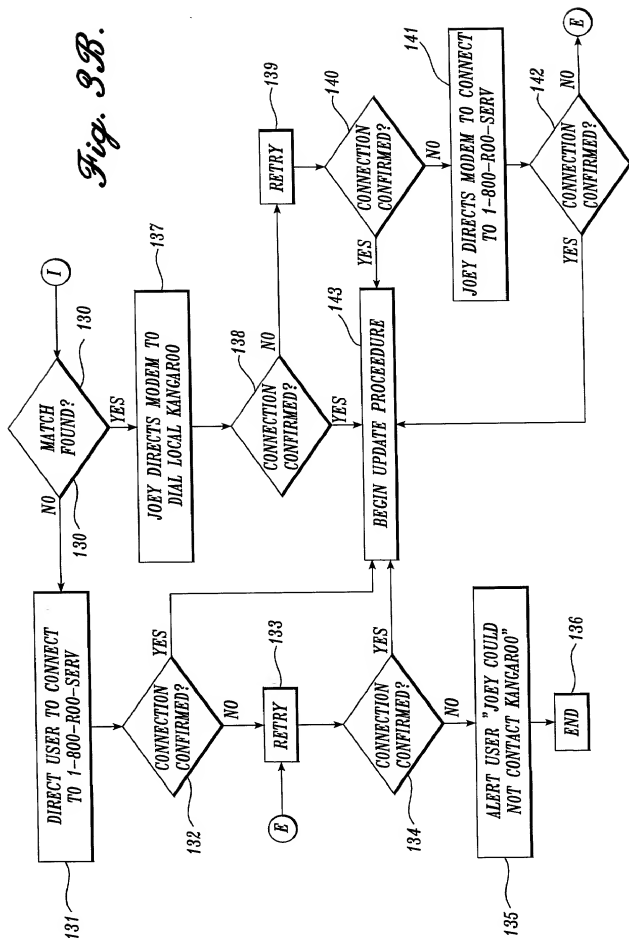 Fig. 3B.
I
MATCH
FOUND?
130
130
NO
YES
DIRECT USER TO CONNECT
TO 1-800-ROO-SERV
131
CONNECTION
CONFIRMED?
132
YES
NO
RETRY
133
E
CONNECTION
CONFIRMED?
134
YES
NO
ALERT USER "JOEY COULD
NOT CONTACT KANGAROO"
135
END
136
JOEY DIRECTS MODEM TO
DIAL LOCAL KANGAROO
137
CONNECTION
CONFIRMED?
138
NO
YES
RETRY
139
CONNECTION
CONFIRMED?
140
YES
NO
BEGIN UPDATE PROCEEDURE
143
JOEY DIRECTS MODEM TO CONNECT
TO 1-800-ROO-SERV
141
CONNECTION
CONFIRMED?
142
YES
NO
E